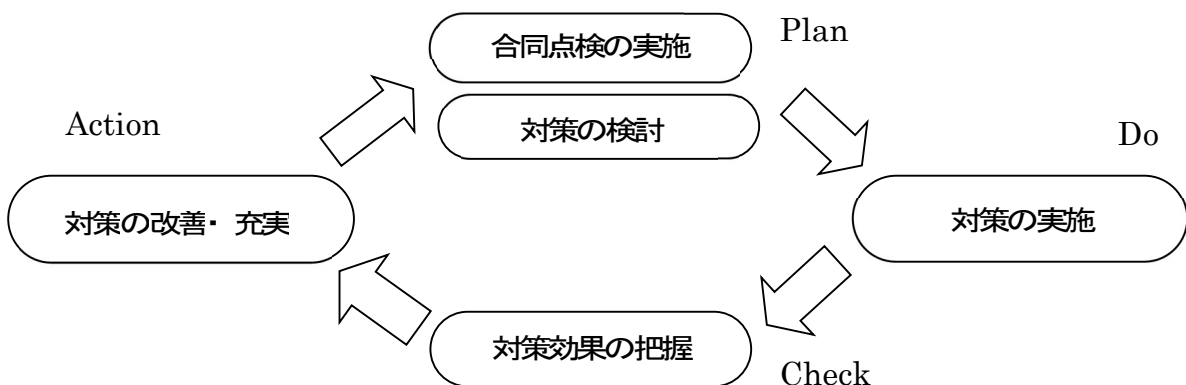 合同点検の実施
Plan
対策の検討
Action
Do
対策の改善・ 充実
対策の実施
対策効果の把握
Check